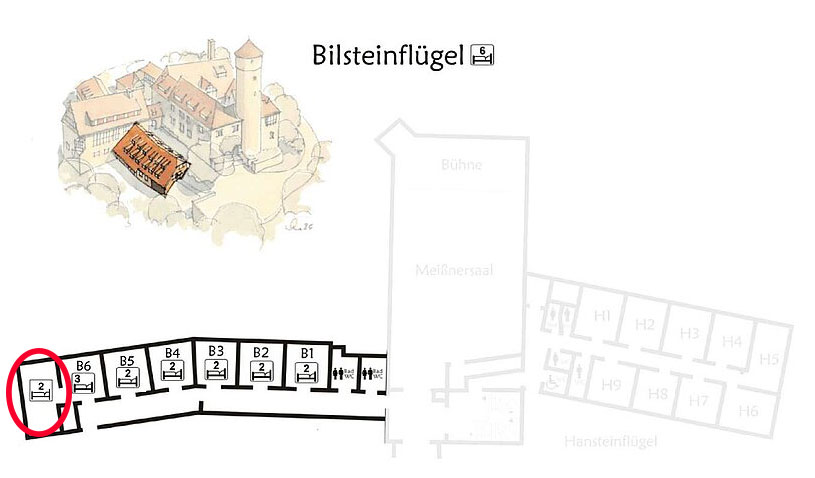 Bilsteinflügel 6
Bühne
Meißnersaal
H1
H2
H3
H4
H5
H9
H8
H7
H6
Hansteinflügel
B6
3
B5
2
B4
2
B3
2
B2
2
B1
2
Bad
WC
Bad
WC
2